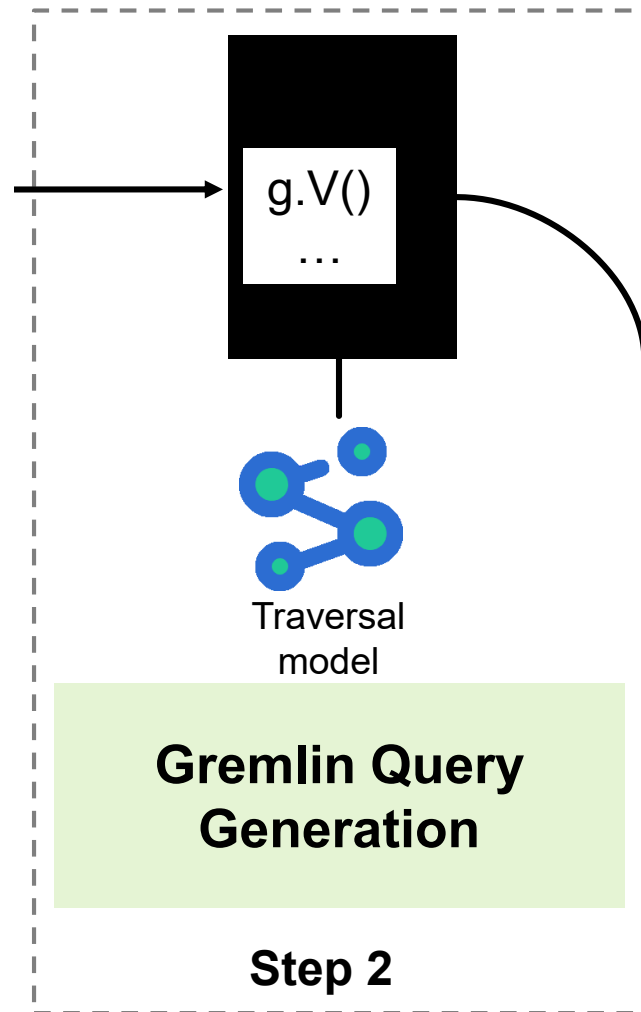 g.V()
...
Traversal
model
Gremlin Query
Generation
Step 2